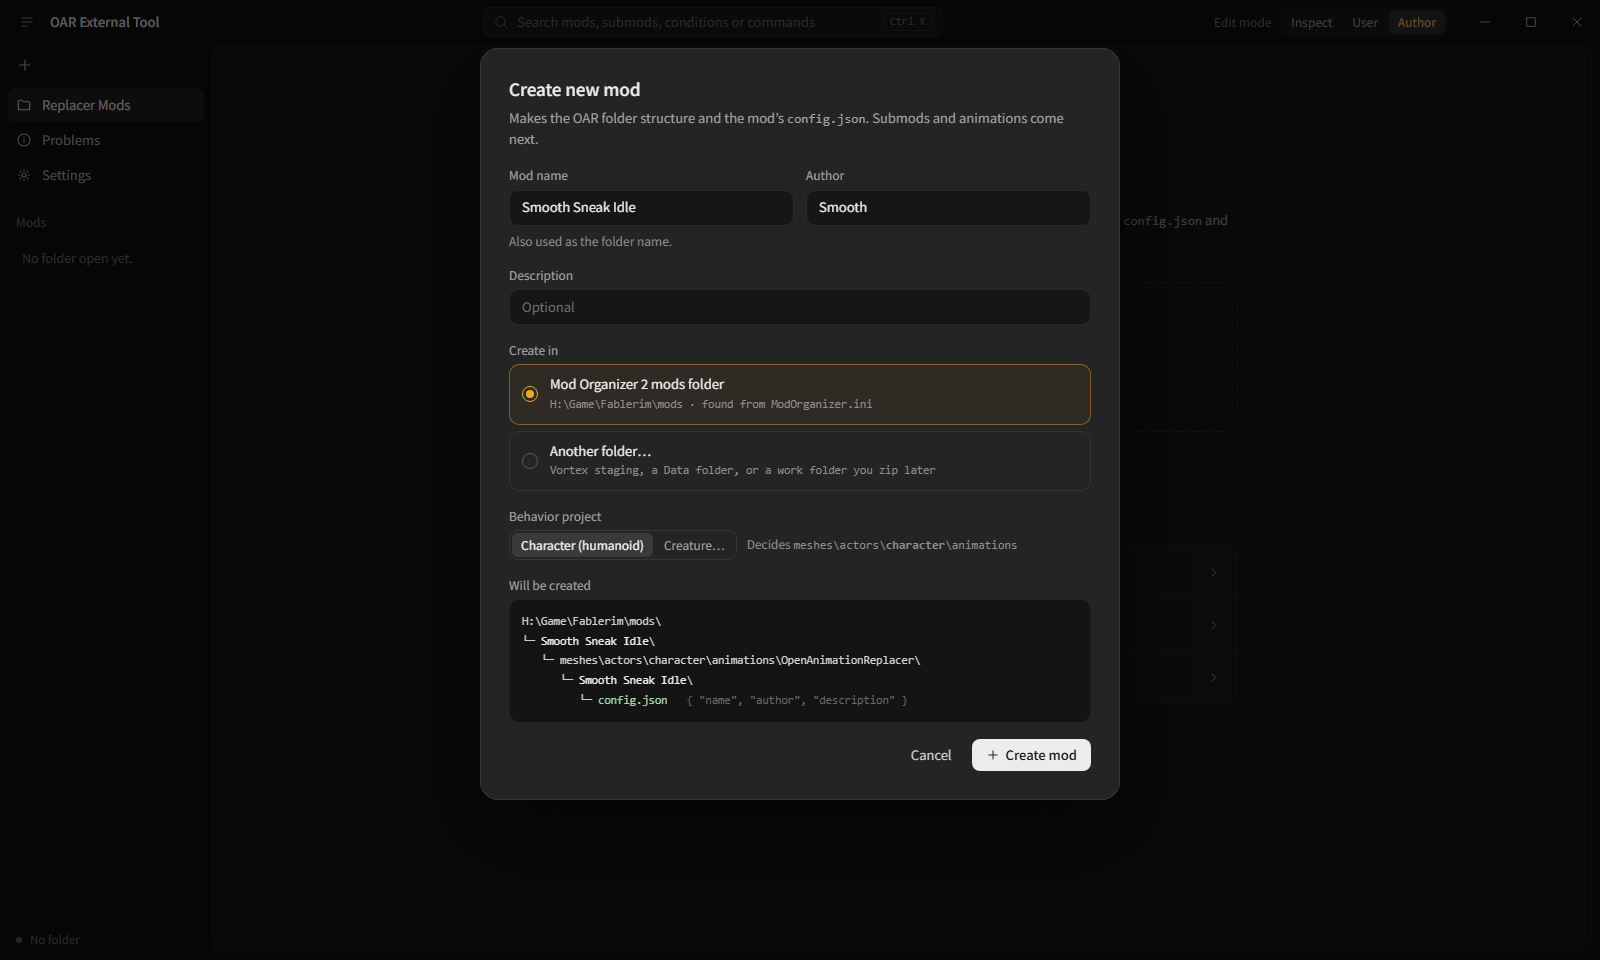 OAR External Tool
Search mods, submods, conditions or commands
Ctrl K
Edit mode
Inspect
User
Author
Replacer Mods
Problems
Settings
Mods
No folder open yet.
config.json and
Create new mod
Makes the OAR folder structure and the mod’s config.json. Submods and animations come
next.
Mod name
Author
Smooth Sneak Idle
Smooth
Also used as the folder name.
Description
Optional
Create in
Mod Organizer 2 mods folder
H:\Game\Fablerim\mods · found from ModOrganizer.ini
Another folder…
Vortex staging, a Data folder, or a work folder you zip later
Behavior project
Character (humanoid)
Creature…
Decides meshes\actors\character\animations
Will be created
H:\Game\Fablerim\mods\
└─ Smooth Sneak Idle\
└─ meshes\actors\character\animations\OpenAnimationReplacer\
└─ Smooth Sneak Idle\
└─ config.json { "name", "author", "description" }
Cancel
+ Create mod
No folder